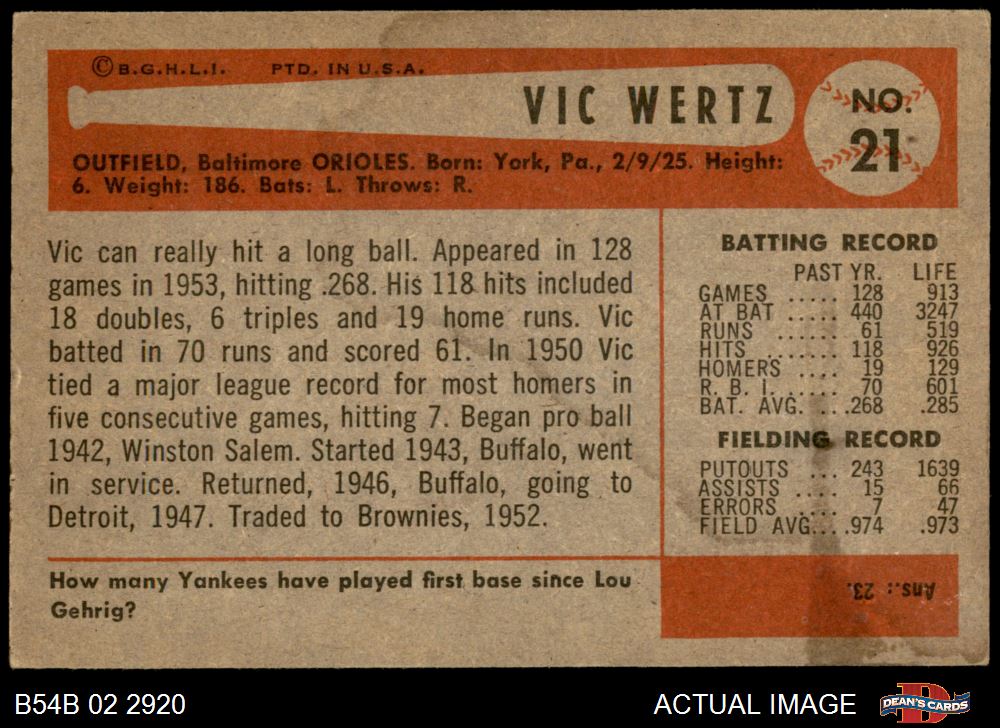 © B.G.H.L.I. PTD. IN U.S.A.
VIC WERTZ
NO.
21
OUTFIELD, Baltimore ORIOLES. Born: York, Pa., 2/9/25. Height:
6. Weight: 186. Bats: L. Throws: R.
Vic can really hit a long ball. Appeared in 128
games in 1953, hitting .268. His 118 hits included
18 doubles, 6 triples and 19 home runs. Vic
batted in 70 runs and scored 61. In 1950 Vic
tied a major league record for most homers in
five consecutive games, hitting 7. Began pro ball
1942, Winston Salem. Started 1943, Buffalo, went
in service. Returned, 1946, Buffalo, going to
Detroit, 1947. Traded to Brownies, 1952.
BATTING RECORD
PAST YR. LIFE
GAMES ..... 128 913
AT BAT ..... 440 3247
RUNS ...... 61 519
HITS ....... 118 926
HOMERS .... 19 129
R. B. I. ...... 70 601
BAT. AVG. ...268 .285
FIELDING RECORD
PUTOUTS ... 243 1639
ASSISTS .... 15 66
ERRORS .... 7 47
FIELD AVG....974 .973
How many Yankees have played first base since Lou
Gehrig?
Ans.: 23.
B54B 02 2920
ACTUAL IMAGE
DEAN'S CARDS